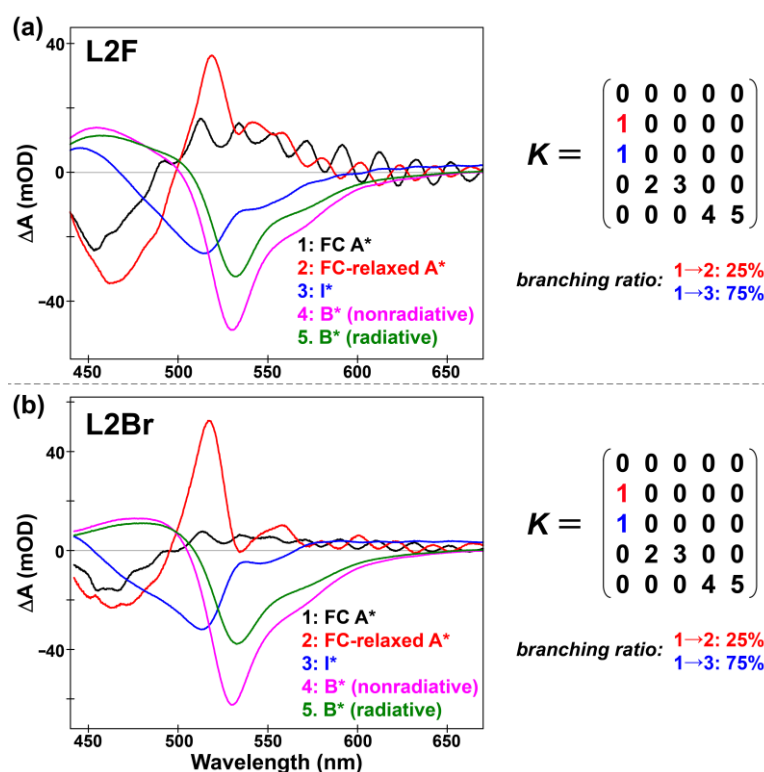 (a)
L2F
40
0
−40
ΔA (mOD)
1: FC A*
2: FC-relaxed A*
3: I*
4: B* (nonradiative)
5. B* (radiative)
450 500 550 600 650
K =
0 0 0 0 0
1 0 0 0 0
1 0 0 0 0
0 2 3 0 0
0 0 0 4 5
branching ratio: 1→2: 25%
1→3: 75%
(b)
L2Br
40
0
−40
ΔA (mOD)
1: FC A*
2: FC-relaxed A*
3: I*
4: B* (nonradiative)
5. B* (radiative)
450 500 550 600 650
Wavelength (nm)
K =
0 0 0 0 0
1 0 0 0 0
1 0 0 0 0
0 2 3 0 0
0 0 0 4 5
branching ratio: 1→2: 25%
1→3: 75%